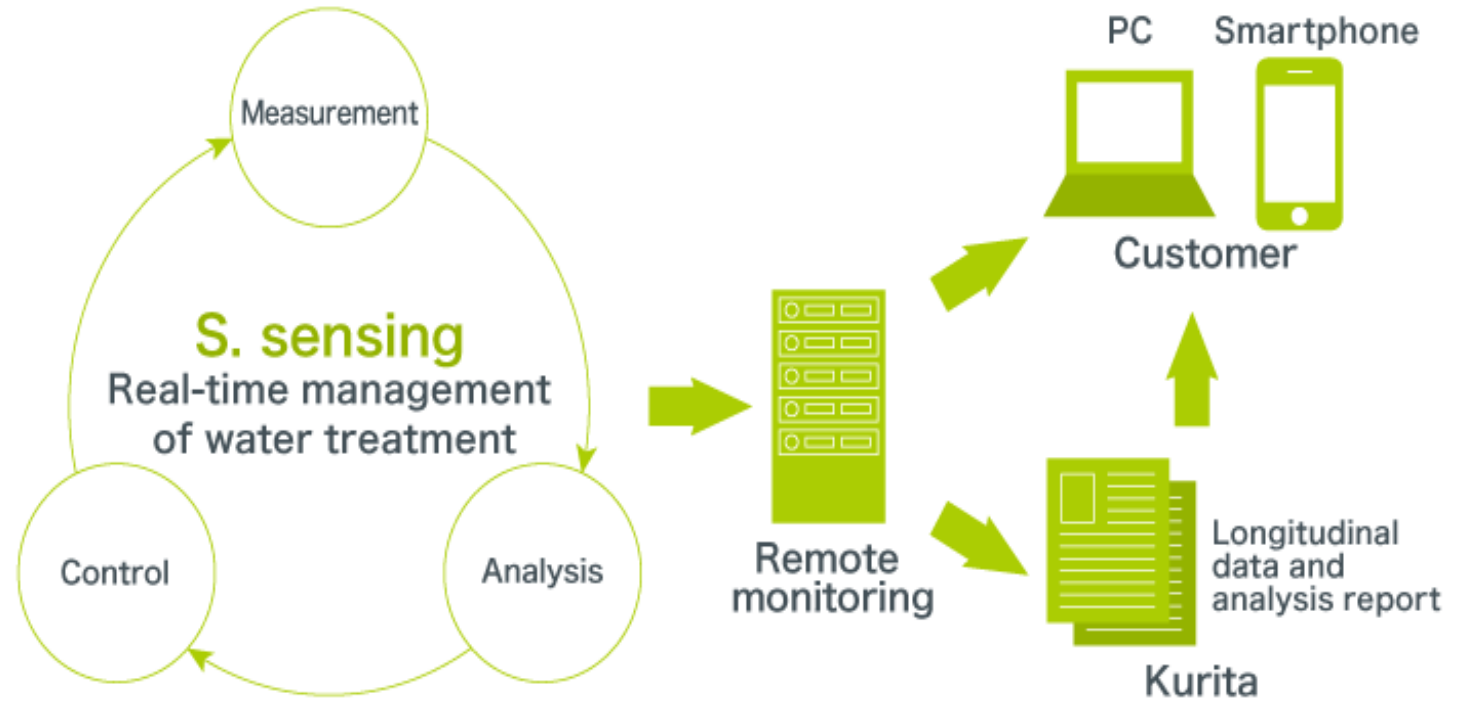 Measurement
S. sensing
Real-time management
of water treatment
Control
Analysis
Remote
monitoring
PC
Smartphone
Customer
Longitudinal
data and
analysis report
Kurita